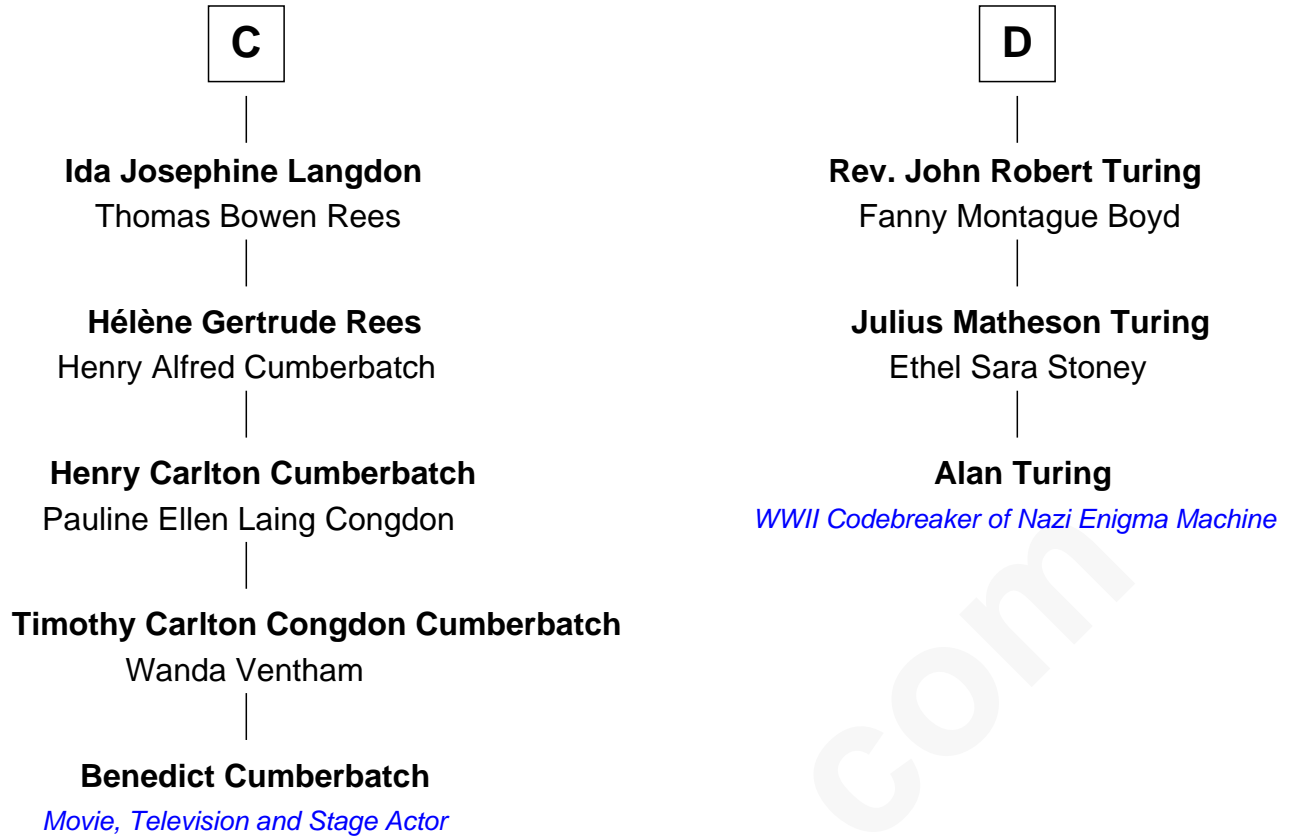 C
Ida Josephine Langdon
Thomas Bowen Rees
Hélène Gertrude Rees
Henry Alfred Cumberbatch
Henry Carlton Cumberbatch
Pauline Ellen Laing Congdon
Timothy Carlton Congdon Cumberbatch
Wanda Ventham
Benedict Cumberbatch
Movie, Television and Stage Actor
D
Rev. John Robert Turing
Fanny Montague Boyd
Julius Matheson Turing
Ethel Sara Stoney
Alan Turing
WWII Codebreaker of Nazi Enigma Machine
com